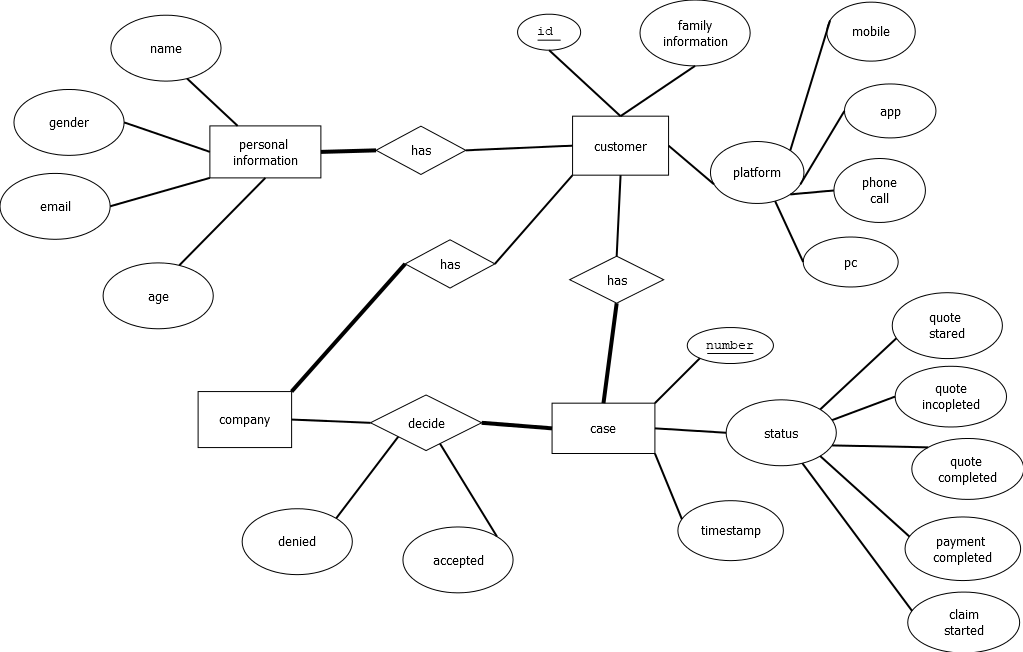 name
id
family
information
mobile
gender
app
personal
information
has
customer
platform
phone
call
email
has
pc
age
has
quote
stared
number
quote
incopleted
company
decide
case
status
quote
completed
denied
accepted
timestamp
payment
completed
claim
started